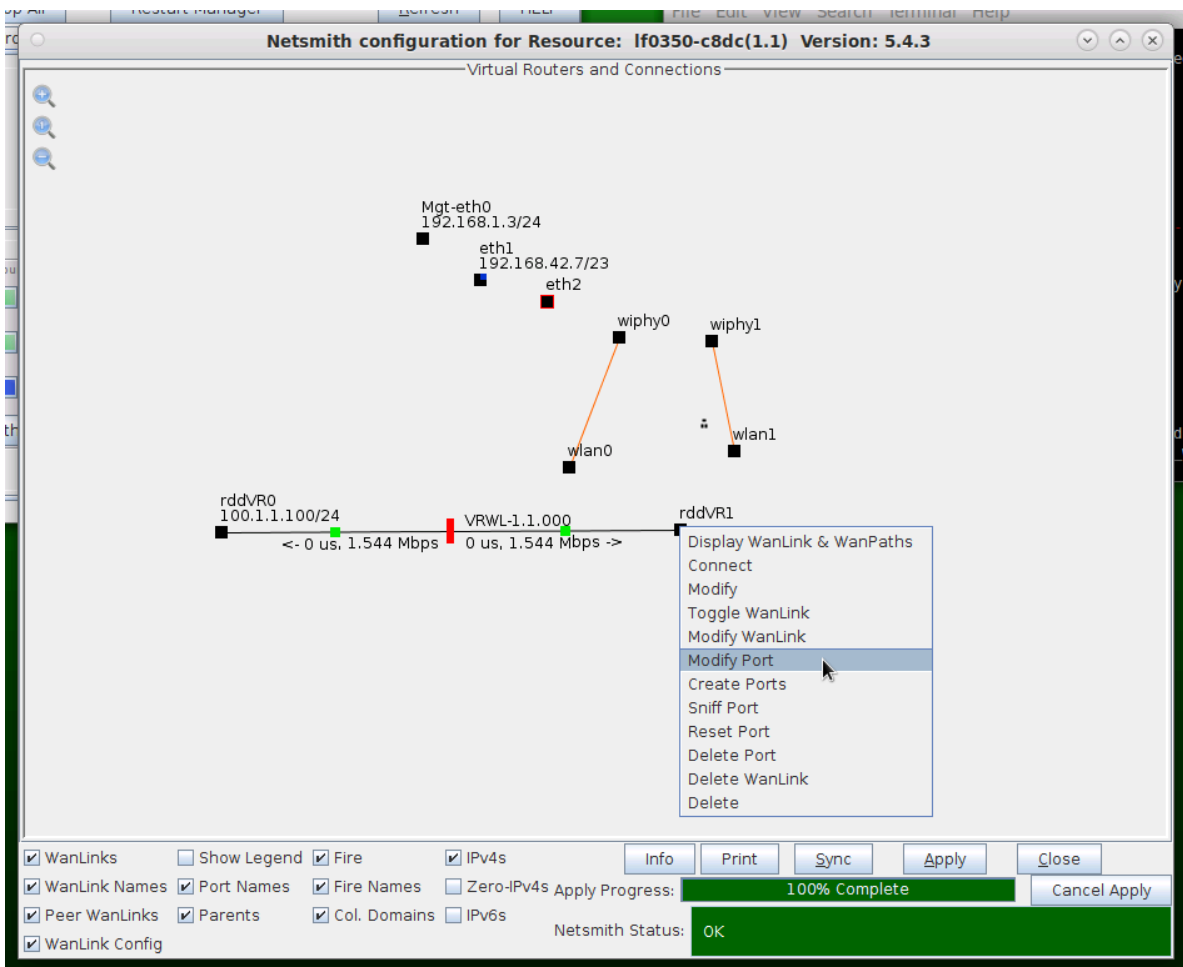 Restart Manager
Refresh
HELP
File Edit View Search Terminal Help
Netsmith configuration for Resource: lf0350-c8dc(1.1) Version: 5.4.3
Virtual Routers and Connections
Mgt-eth0
192.168.1.3/24
eth1
192.168.42.7/23
eth2
wiphy0
wiphy1
wlan1
wlan0
rddVR0
100.1.1.100/24
VRWL-1.1.000
rddVR1
<- 0 us, 1.544 Mbps
0 us, 1.544 Mbps ->
Display WanLink & WanPaths
Connect
Modify
Toggle WanLink
Modify WanLink
Modify Port
Create Ports
Sniff Port
Reset Port
Delete Port
Delete WanLink
Delete
WanLinks Show Legend Fire IPv4s Info Print Sync Apply Close
WanLink Names Port Names Fire Names Zero-IPv4s Apply Progress: 100% Complete Cancel Apply
Peer WanLinks Parents Col. Domains IPv6s
Netsmith Status: OK
WanLink Config